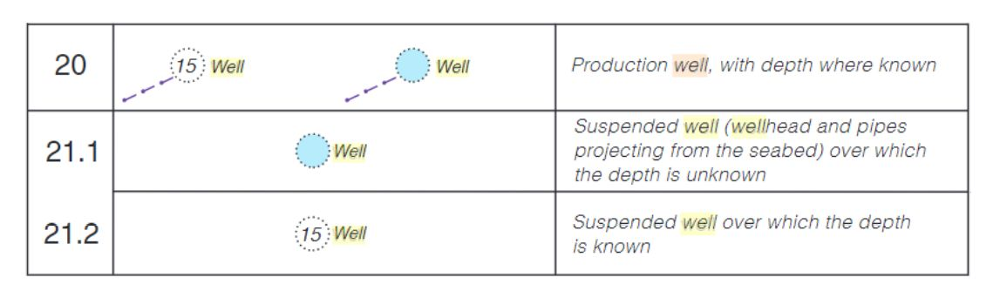 20
15 Well
Well
Production well, with depth where known
21.1
Well
Suspended well (wellhead and pipes
projecting from the seabed) over which
the depth is unknown
21.2
15 Well
Suspended well over which the depth
is known